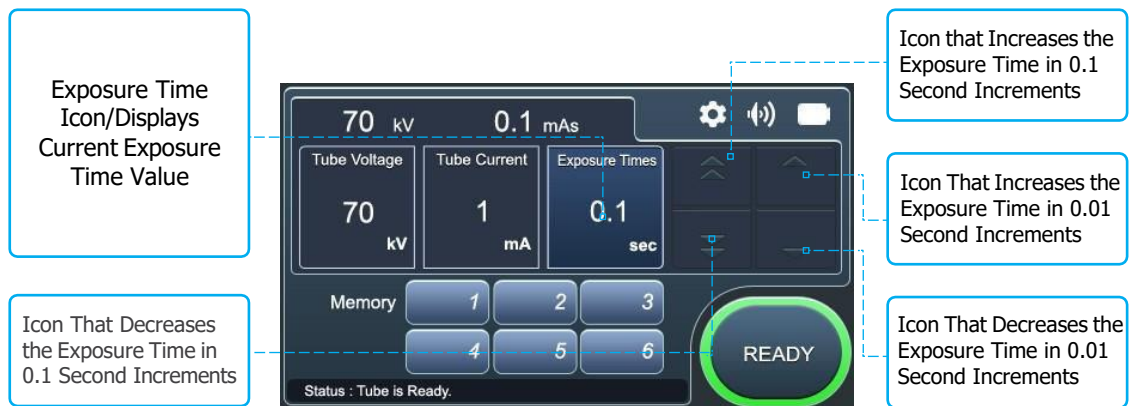 Exposure Time
Icon/Displays
Current Exposure
Time Value
Icon That Decreases
the Exposure Time in
0.1 Second Increments
70 kV 0.1 mAs
Tube Voltage
70
kV
Tube Current
1
mA
Exposure Times
0.1
sec
Memory 1 2 3
4 5 6
READY
Status : Tube is Ready.
Icon that Increases the
Exposure Time in 0.1
Second Increments
Icon That Increases the
Exposure Time in 0.01
Second Increments
Icon That Decreases the
Exposure Time in 0.01
Second Increments